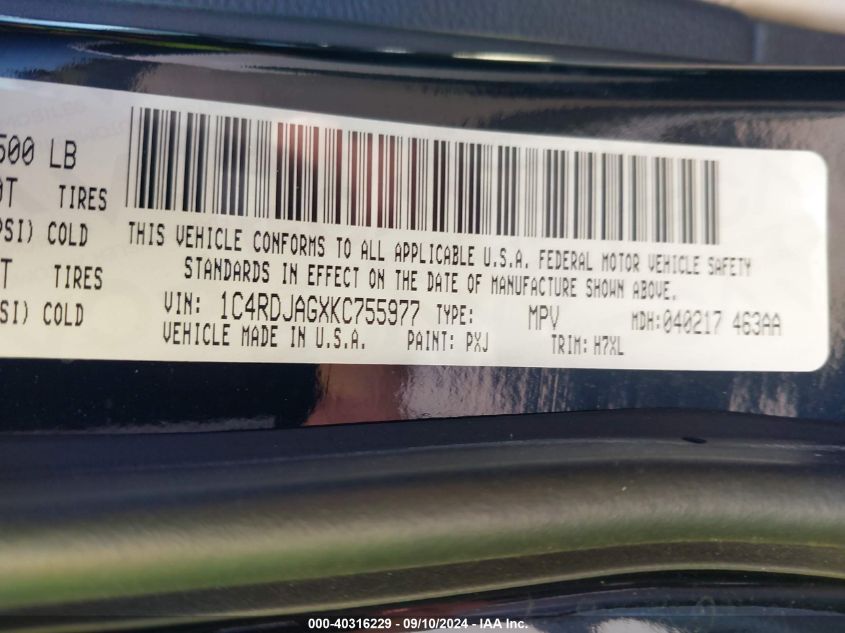 500 LB
TIRES
PSI) COLD
TIRES
SI) COLD
THIS VEHICLE CONFORMS TO ALL APPLICABLE U.S.A. FEDERAL MOTOR VEHICLE SAFETY
STANDARDS IN EFFECT ON THE DATE OF MANUFACTURE SHOWN ABOVE.
VIN: 1C4RDJAGXKC755977 TYPE: MPV MDH:040217 463AA
VEHICLE MADE IN U.S.A. PAINT: PXJ TRIM: H7XL
000-40316229 - 09/10/2024 - IAA Inc.